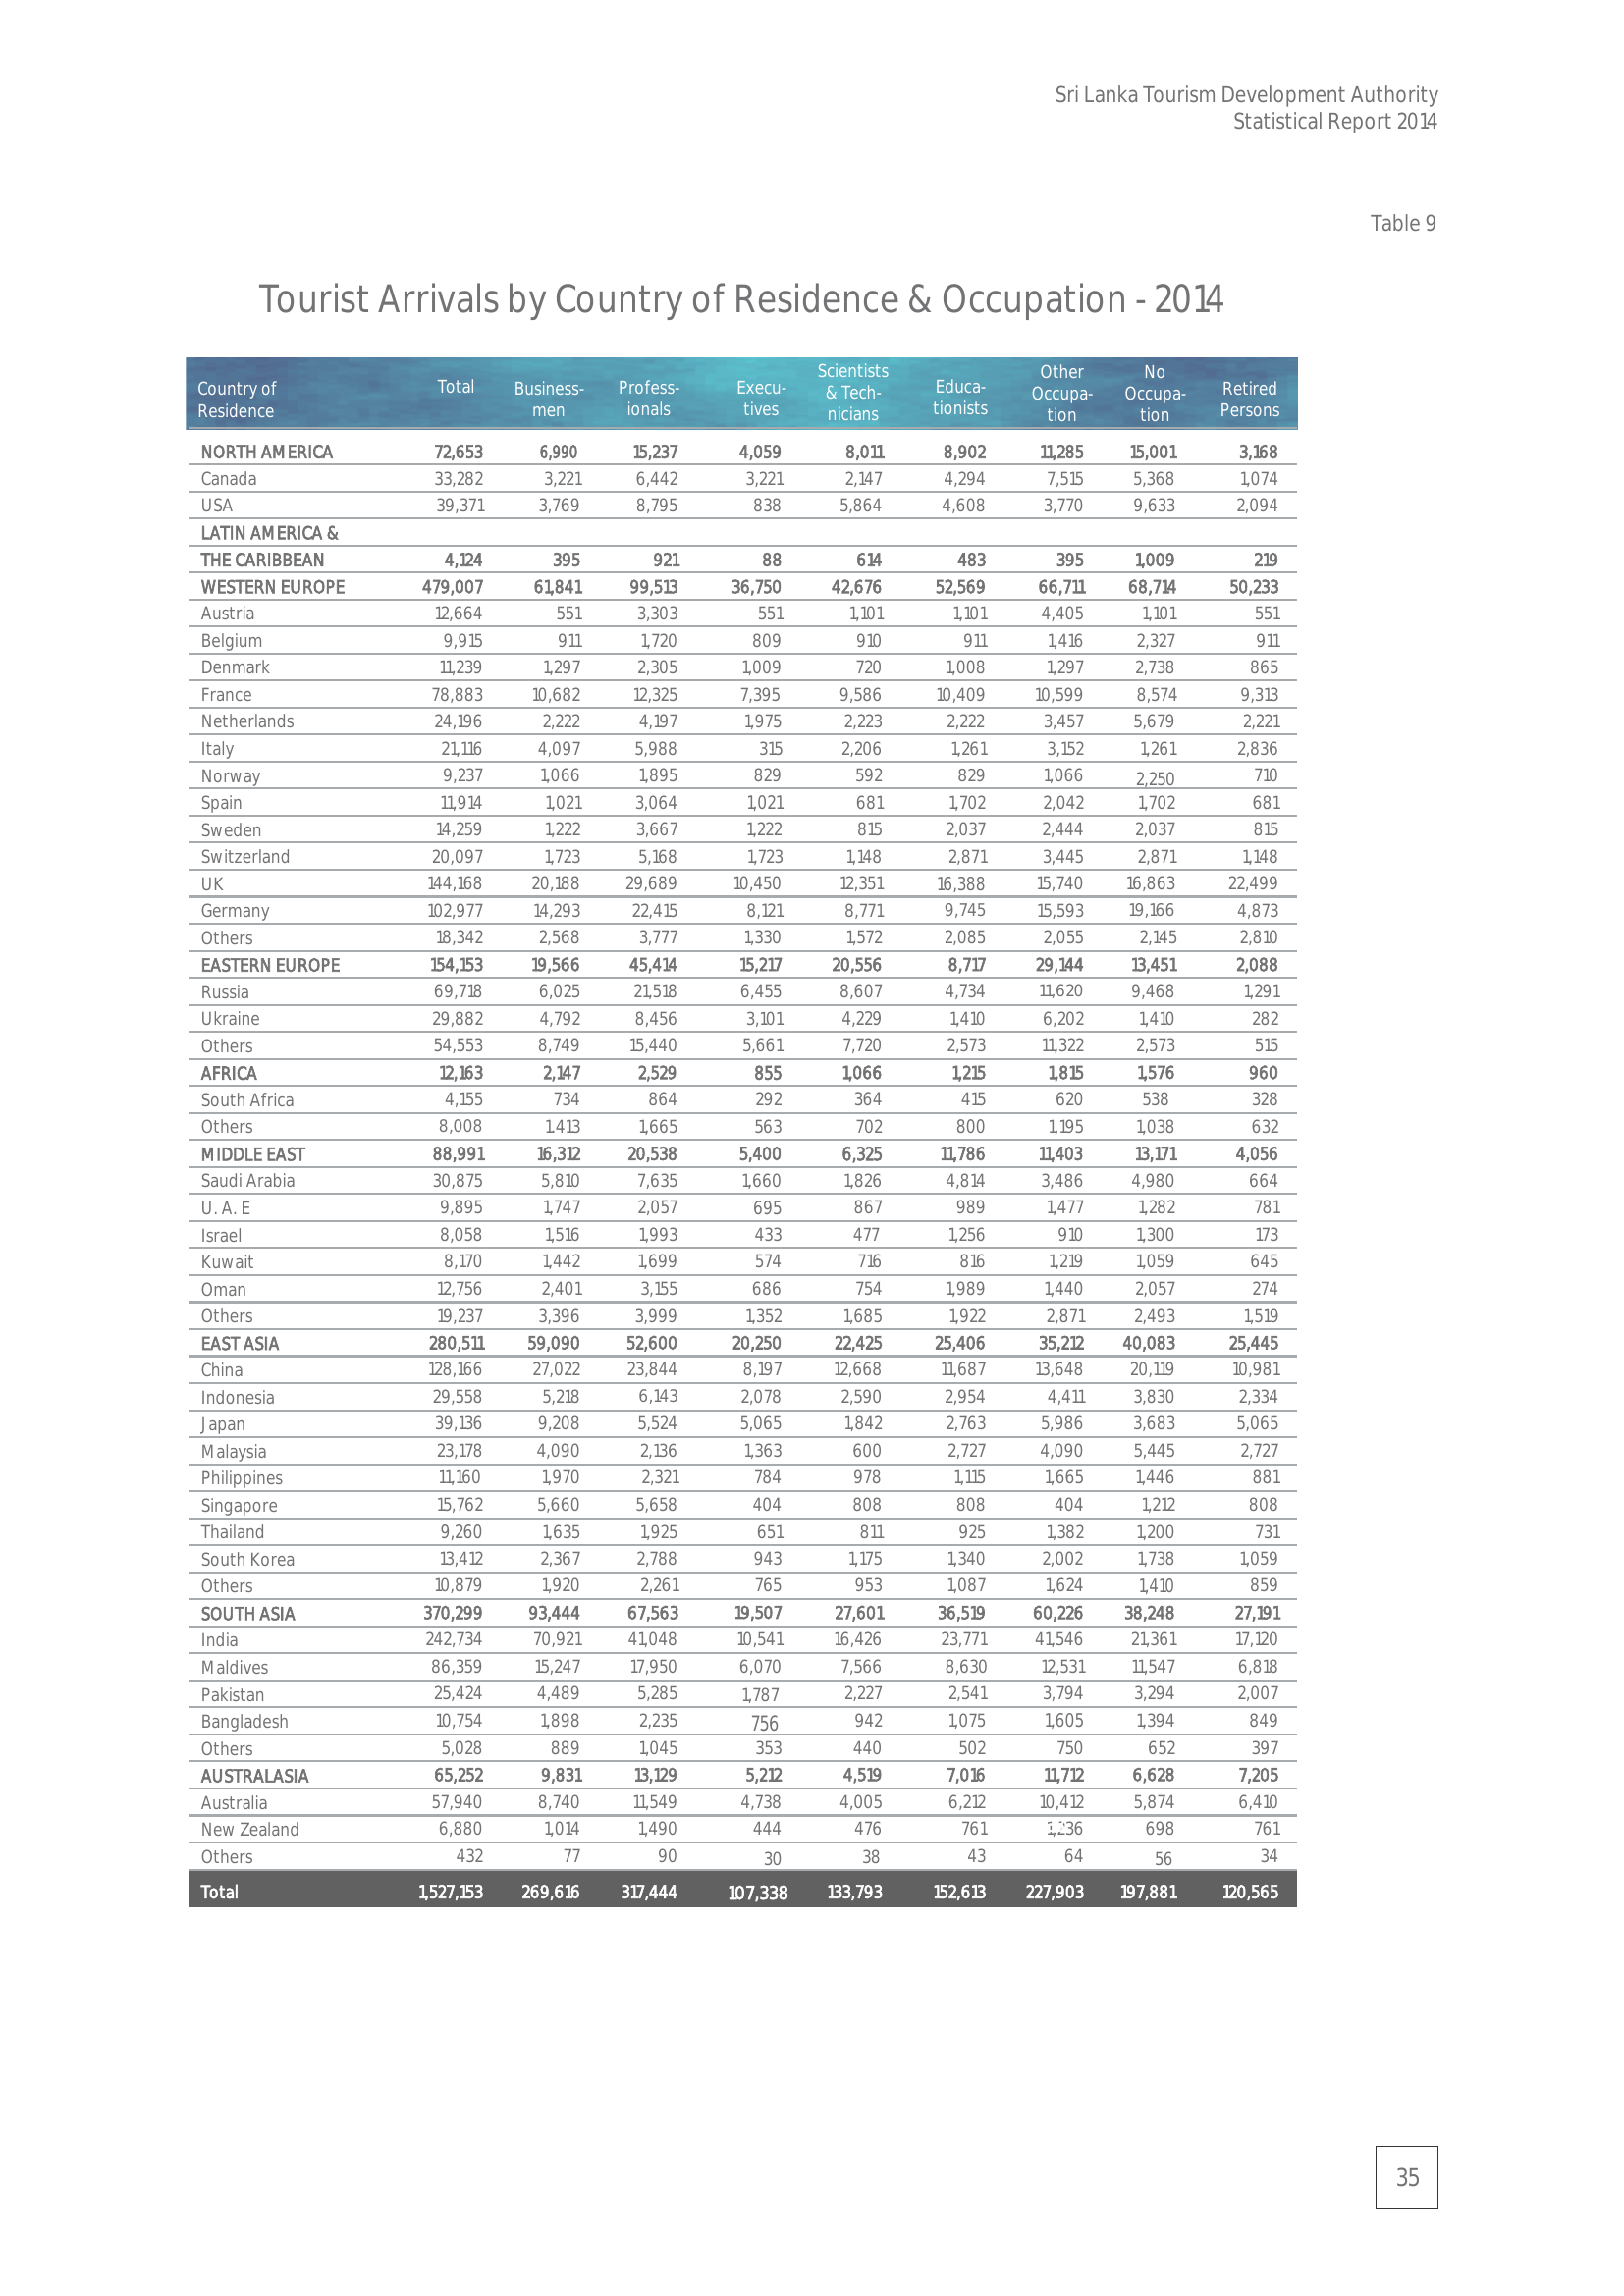 Sri Lanka Tourism Development Authority
Statistical Report 2014
Table 9
Tourist Arrivals by Country of Residence & Occupation - 2014
Country of Residence Total Business-men Profess-ionals Execu-tives Scientists & Tech-nicians Educa-tionists Other Occupa-tion No Occupa-tion Retired Persons
NORTH AMERICA 72,653 6,990 15,237 4,059 8,011 8,902 11,285 15,001 3,168
Canada 33,282 3,221 6,442 3,221 2,147 4,294 7,515 5,368 1,074
USA 39,371 3,769 8,795 838 5,864 4,608 3,770 9,633 2,094
LATIN AMERICA &
THE CARIBBEAN 4,124 395 921 88 614 483 395 1,009 219
WESTERN EUROPE 479,007 61,841 99,513 36,750 42,676 52,569 66,711 68,714 50,233
Austria 12,664 551 3,303 551 1,101 1,101 4,405 1,101 551
Belgium 9,915 911 1,720 809 910 911 1,416 2,327 911
Denmark 11,239 1,297 2,305 1,009 720 1,008 1,297 2,738 865
France 78,883 10,682 12,325 7,395 9,586 10,409 10,599 8,574 9,313
Netherlands 24,196 2,222 4,197 1,975 2,223 2,222 3,457 5,679 2,221
Italy 21,116 4,097 5,988 315 2,206 1,261 3,152 1,261 2,836
Norway 9,237 1,066 1,895 829 592 829 1,066 2,250 710
Spain 11,914 1,021 3,064 1,021 681 1,702 2,042 1,702 681
Sweden 14,259 1,222 3,667 1,222 815 2,037 2,444 2,037 815
Switzerland 20,097 1,723 5,168 1,723 1,148 2,871 3,445 2,871 1,148
UK 144,168 20,188 29,689 10,450 12,351 16,388 15,740 16,863 22,499
Germany 102,977 14,293 22,415 8,121 8,771 9,745 15,593 19,166 4,873
Others 18,342 2,568 3,777 1,330 1,572 2,085 2,055 2,145 2,810
EASTERN EUROPE 154,153 19,566 45,414 15,217 20,556 8,717 29,144 13,451 2,088
Russia 69,718 6,025 21,518 6,455 8,607 4,734 11,620 9,468 1,291
Ukraine 29,882 4,792 8,456 3,101 4,229 1,410 6,202 1,410 282
Others 54,553 8,749 15,440 5,661 7,720 2,573 11,322 2,573 515
AFRICA 12,163 2,147 2,529 855 1,066 1,215 1,815 1,576 960
South Africa 4,155 734 864 292 364 415 620 538 328
Others 8,008 1.413 1,665 563 702 800 1,195 1,038 632
MIDDLE EAST 88,991 16,312 20,538 5,400 6,325 11,786 11,403 13,171 4,056
Saudi Arabia 30,875 5,810 7,635 1,660 1,826 4,814 3,486 4,980 664
U. A. E 9,895 1,747 2,057 695 867 989 1,477 1,282 781
Israel 8,058 1,516 1,993 433 477 1,256 910 1,300 173
Kuwait 8,170 1,442 1,699 574 716 816 1,219 1,059 645
Oman 12,756 2,401 3,155 686 754 1,989 1,440 2,057 274
Others 19,237 3,396 3,999 1,352 1,685 1,922 2,871 2,493 1,519
EAST ASIA 280,511 59,090 52,600 20,250 22,425 25,406 35,212 40,083 25,445
China 128,166 27,022 23,844 8,197 12,668 11,687 13,648 20,119 10,981
Indonesia 29,558 5,218 6,143 2,078 2,590 2,954 4,411 3,830 2,334
Japan 39,136 9,208 5,524 5,065 1,842 2,763 5,986 3,683 5,065
Malaysia 23,178 4,090 2,136 1,363 600 2,727 4,090 5,445 2,727
Philippines 11,160 1,970 2,321 784 978 1,115 1,665 1,446 881
Singapore 15,762 5,660 5,658 404 808 808 404 1,212 808
Thailand 9,260 1,635 1,925 651 811 925 1,382 1,200 731
South Korea 13,412 2,367 2,788 943 1,175 1,340 2,002 1,738 1,059
Others 10,879 1,920 2,261 765 953 1,087 1,624 1,410 859
SOUTH ASIA 370,299 93,444 67,563 19,507 27,601 36,519 60,226 38,248 27,191
India 242,734 70,921 41,048 10,541 16,426 23,771 41,546 21,361 17,120
Maldives 86,359 15,247 17,950 6,070 7,566 8,630 12,531 11,547 6,818
Pakistan 25,424 4,489 5,285 1,787 2,227 2,541 3,794 3,294 2,007
Bangladesh 10,754 1,898 2,235 756 942 1,075 1,605 1,394 849
Others 5,028 889 1,045 353 440 502 750 652 397
AUSTRALASIA 65,252 9,831 13,129 5,212 4,519 7,016 11,712 6,628 7,205
Australia 57,940 8,740 11,549 4,738 4,005 6,212 10,412 5,874 6,410
New Zealand 6,880 1,014 1,490 444 476 761 698 761
Others 432 77 90 30 38 43 64 56 34
Total 1,527,153 269,616 317,444 107,338 133,793 152,613 227,903 197,881 120,565
35